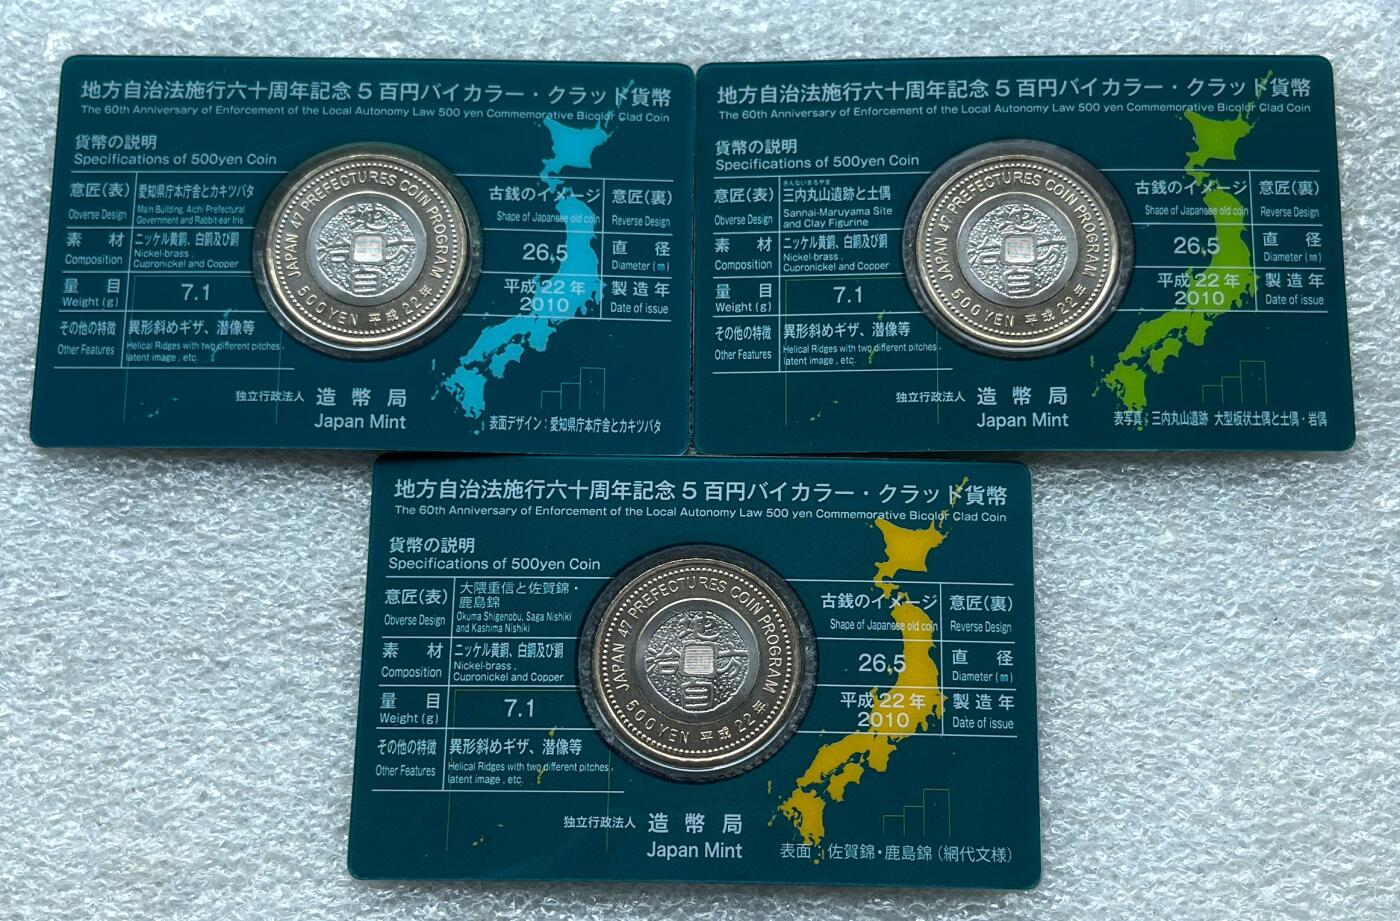 地方自治法施行六十周年記念5百円バイカラー・クラッド貨幣
The 60th Anniversary of Enforcement of the Local Autonomy Law 500 yen Commemorative Bicolor Clad Coin
貨幣の説明
Specifications of 500yen Coin
意匠(表) 愛知県庁本庁舎とカキツバタ
Obverse Design Main Building, Aichi Prefectural
Government and Rabbit-ear Iris
素材 ニッケル黄銅、白銅及び銅
Composition Nickel-brass,
Cupronickel and Copper
量目 7.1
Weight(g)
その他の特徴 異形斜めギザ、潜像等
Other Features Helical Ridges with two different pitches,
latent image, etc.
JAPAN 47 PREFECTURES COIN PROGRAM
500YEN 平成22年
古銭のイメージ 意匠(裏)
Shape of Japanese old coin Reverse Design
26.5 直径
Diameter(㎜)
平成22年 製造年
2010 Date of issue
独立行政法人 造幣局
Japan Mint
表面デザイン:愛知県庁本庁舎とカキツバタ
地方自治法施行六十周年記念5百円バイカラー・クラッド貨幣
The 60th Anniversary of Enforcement of the Local Autonomy Law 500 yen Commemorative Bicolor Clad Coin
貨幣の説明
Specifications of 500yen Coin
さんないまるやま
意匠(表) 三内丸山遺跡と土偶
Obverse Design Sannai-Maruyama Site
and Clay Figurine
素材 ニッケル黄銅、白銅及び銅
Composition Nickel-brass,
Cupronickel and Copper
量目 7.1
Weight(g)
その他の特徴 異形斜めギザ、潜像等
Other Features Helical Ridges with two different pitches,
latent image, etc.
JAPAN 47 PREFECTURES COIN PROGRAM
500YEN 平成22年
古銭のイメージ 意匠(裏)
Shape of Japanese old coin Reverse Design
26.5 直径
Diameter(㎜)
平成22年 製造年
2010 Date of issue
独立行政法人 造幣局
Japan Mint
表写真:三内丸山遺跡 大型板状土偶と土偶・岩偶
地方自治法施行六十周年記念5百円バイカラー・クラッド貨幣
The 60th Anniversary of Enforcement of the Local Autonomy Law 500 yen Commemorative Bicolor Clad Coin
貨幣の説明
Specifications of 500yen Coin
意匠(表) 大隈重信と佐賀錦・
鹿島錦
Obverse Design Okuma Shigenobu, Saga Nishiki
and Kashima Nishiki
素材 ニッケル黄銅、白銅及び銅
Composition Nickel-brass,
Cupronickel and Copper
量目 7.1
Weight(g)
その他の特徴 異形斜めギザ、潜像等
Other Features Helical Ridges with two different pitches,
latent image, etc.
JAPAN 47 PREFECTURES COIN PROGRAM
500YEN 平成22年
古銭のイメージ 意匠(裏)
Shape of Japanese old coin Reverse Design
26.5 直径
Diameter(㎜)
平成22年 製造年
2010 Date of issue
独立行政法人 造幣局
Japan Mint
表面:佐賀錦・鹿島錦(網代文様)